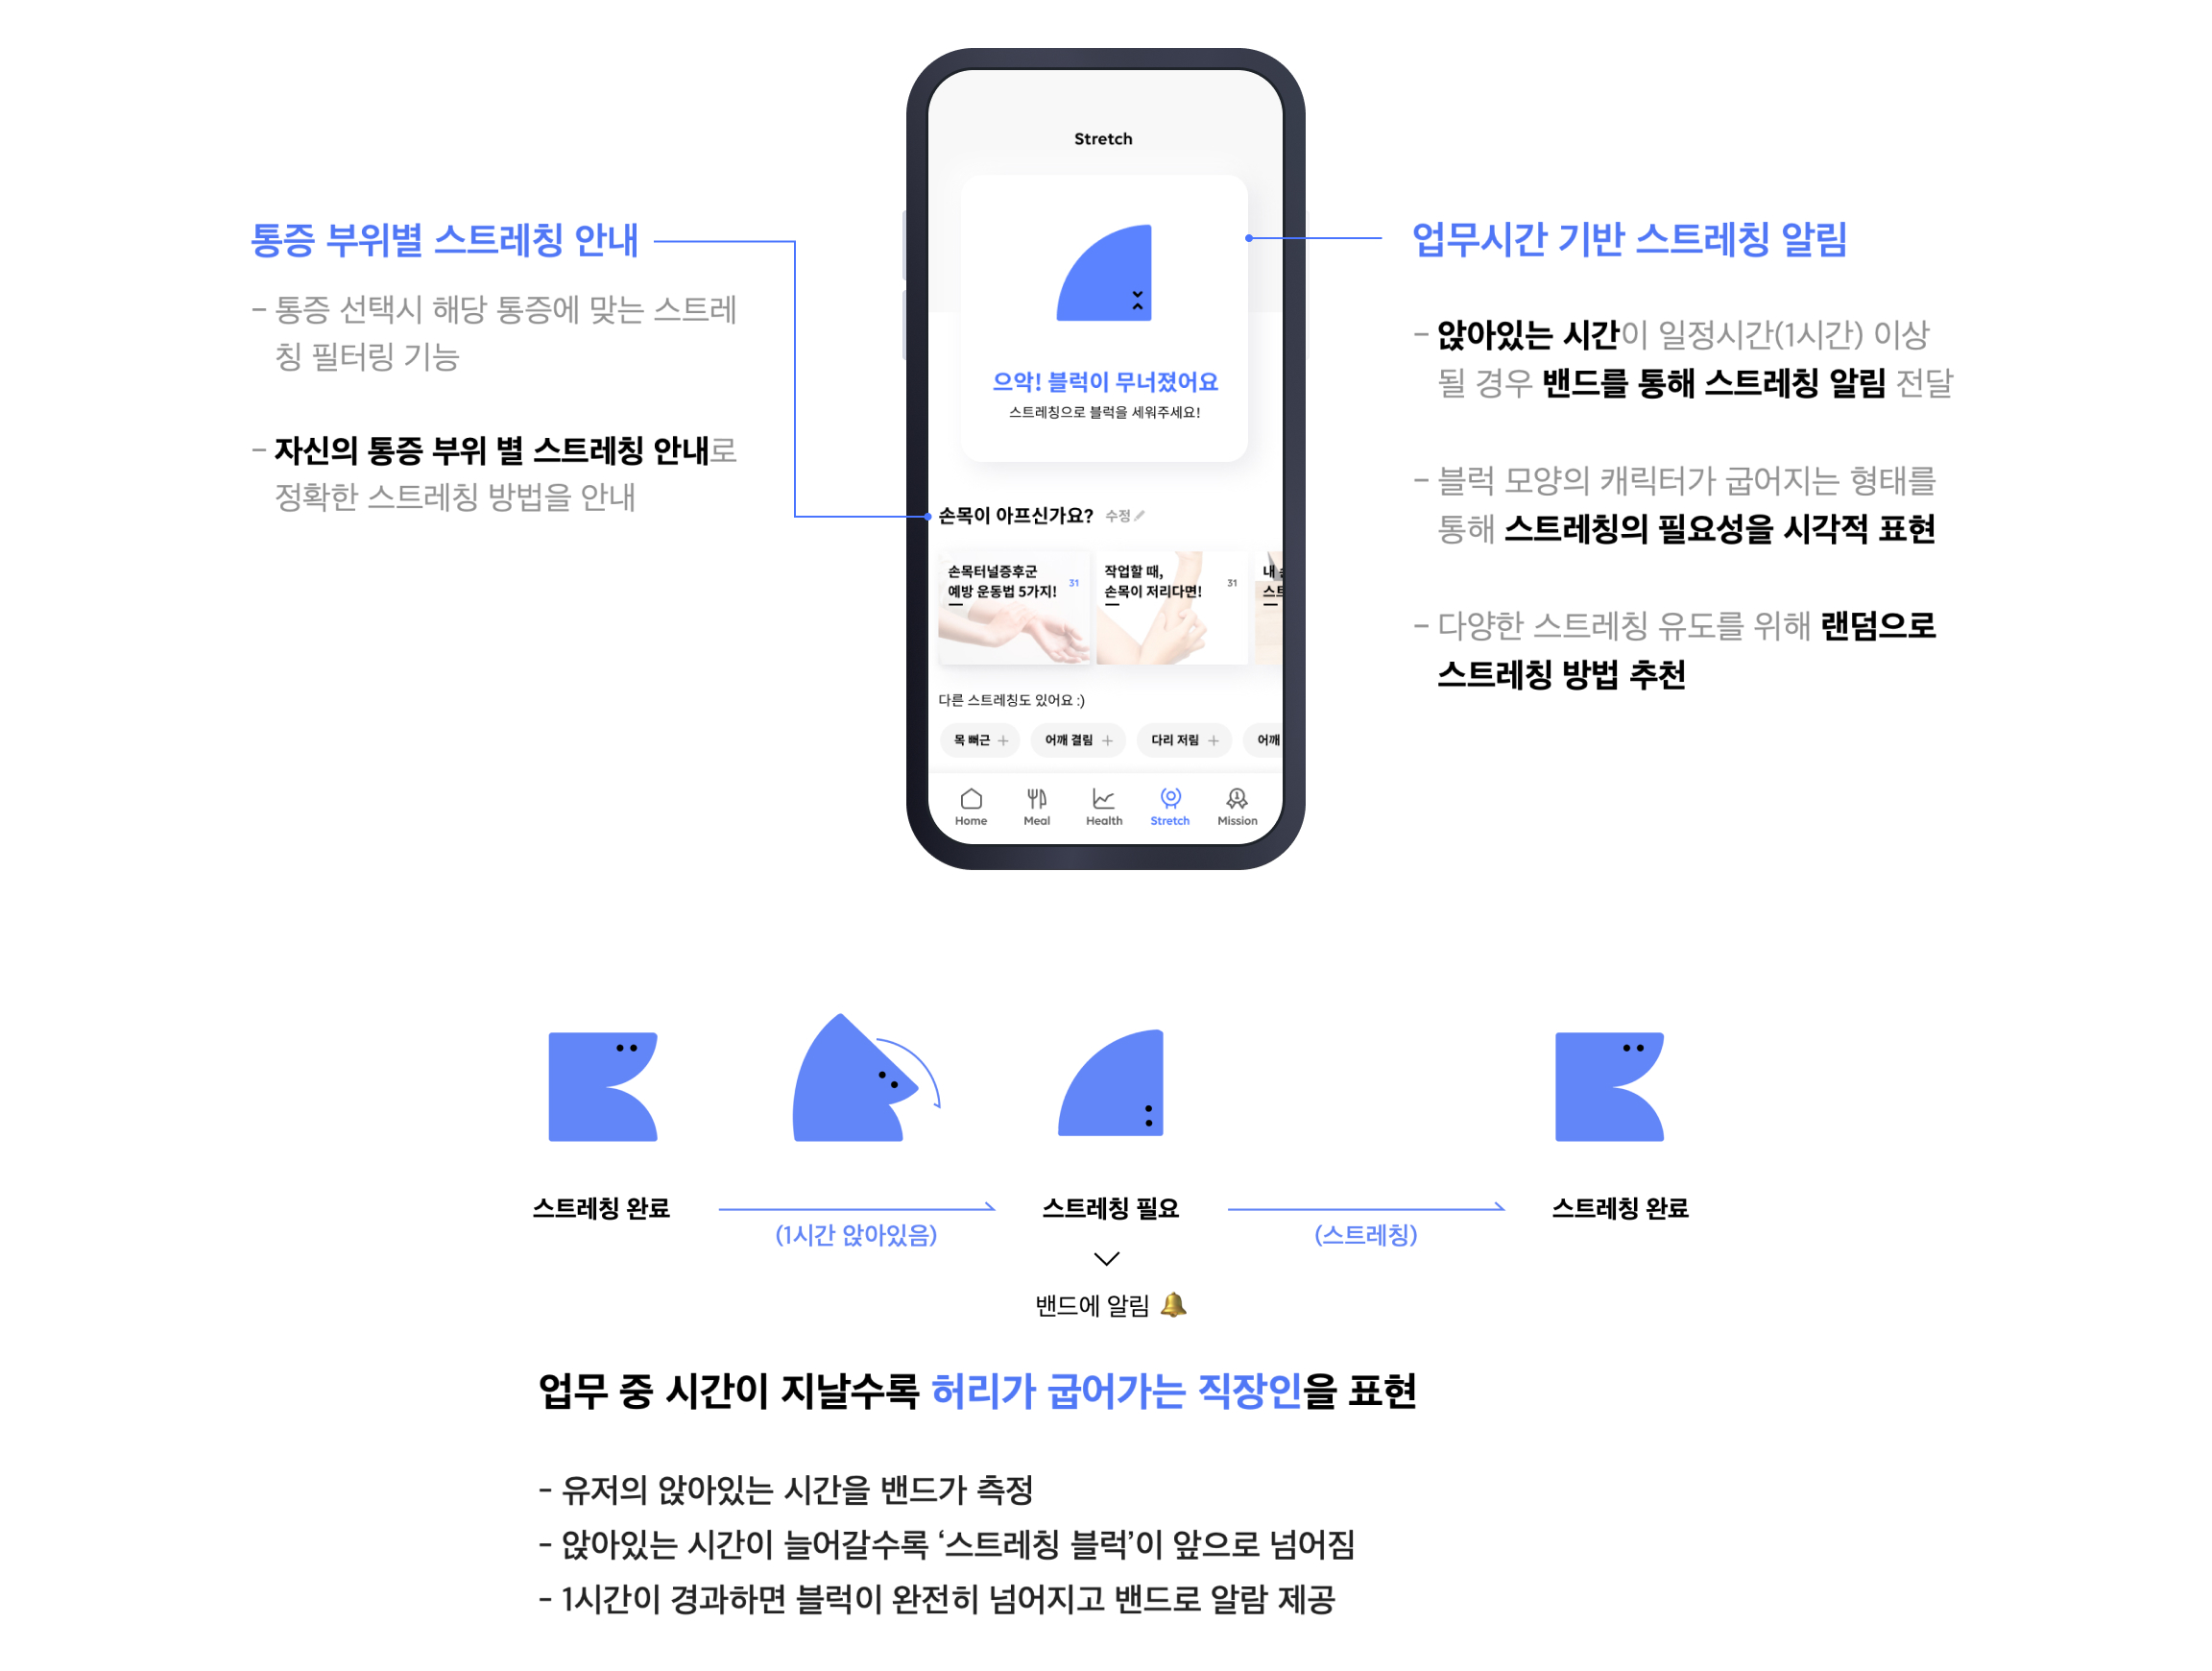 Stretch
통증 부위별 스트레칭 안내
- 통증 선택시 해당 통증에 맞는 스트레
칭 필터링 기능
- 자신의 통증 부위 별 스트레칭 안내로
정확한 스트레칭 방법을 안내
으악! 블럭이 무너졌어요
스트레칭으로 블럭을 세워주세요!
손목이 아프신가요? 수정
손목터널증후군
예방 운동법 5가지!
31
작업할 때,
손목이 저리다면!
31
내
스트
다른 스트레칭도 있어요 :)
목 뻐근 +
어깨 결림 +
다리 저림 +
어깨
Home
Meal
Health
Stretch
Mission
업무시간 기반 스트레칭 알림
- 앉아있는 시간이 일정시간(1시간) 이상
될 경우 밴드를 통해 스트레칭 알림 전달
- 블럭 모양의 캐릭터가 굽어지는 형태를
통해 스트레칭의 필요성을 시각적 표현
- 다양한 스트레칭 유도를 위해 랜덤으로
스트레칭 방법 추천
스트레칭 완료
(1시간 앉아있음)
스트레칭 필요
(스트레칭)
스트레칭 완료
밴드에 알림 🔔
업무 중 시간이 지날수록 허리가 굽어가는 직장인을 표현
- 유저의 앉아있는 시간을 밴드가 측정
- 앉아있는 시간이 늘어갈수록 ‘스트레칭 블럭’이 앞으로 넘어짐
- 1시간이 경과하면 블럭이 완전히 넘어지고 밴드로 알람 제공